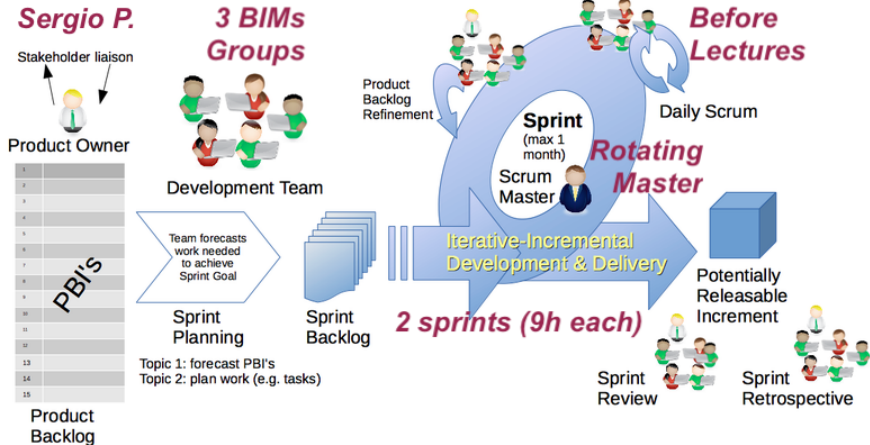 Sergio P.
Stakeholder liaison
Product Owner
1
2
3
4
5
6
7
8
9
10
11
12
13
14
15
PBI's
Product
Backlog
3 BIMs
Groups
Development Team
Team forecasts
work needed
to achieve
Sprint Goal
Sprint
Planning
Topic 1: forecast PBI's
Topic 2: plan work (e.g. tasks)
Sprint
Backlog
Product
Backlog
Refinement
Before
Lectures
Daily Scrum
Sprint
(max 1
month)
Scrum
Master
Rotating
Master
Iterative-Incremental
Development & Delivery
2 sprints (9h each)
Potentially
Releasable
Increment
Sprint
Review
Sprint
Retrospective